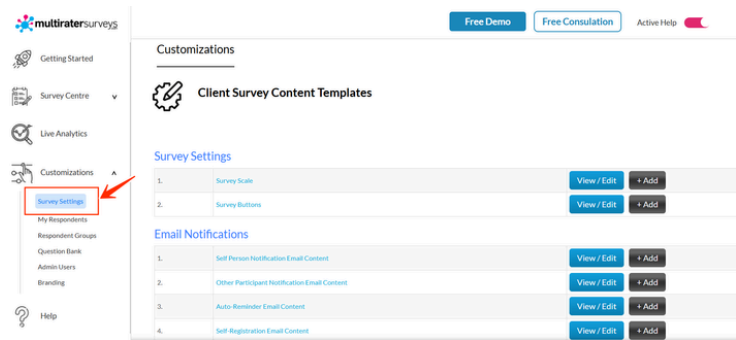 multiratersurveys
Free Demo
Free Consulation
Active Help
Getting Started
Survey Centre
Live Analytics
Customizations
Survey Settings
My Respondents
Respondent Groups
Question Bank
Admin Users
Branding
Help
Customizations
Client Survey Content Templates
Survey Settings
1. Survey Scale View / Edit + Add
2. Survey Buttons View / Edit + Add
Email Notifications
1. Self Person Notification Email Content View / Edit + Add
2. Other Participant Notification Email Content View / Edit + Add
3. Auto-Reminder Email Content View / Edit + Add
4. Self-Registration Email Content View / Edit + Add